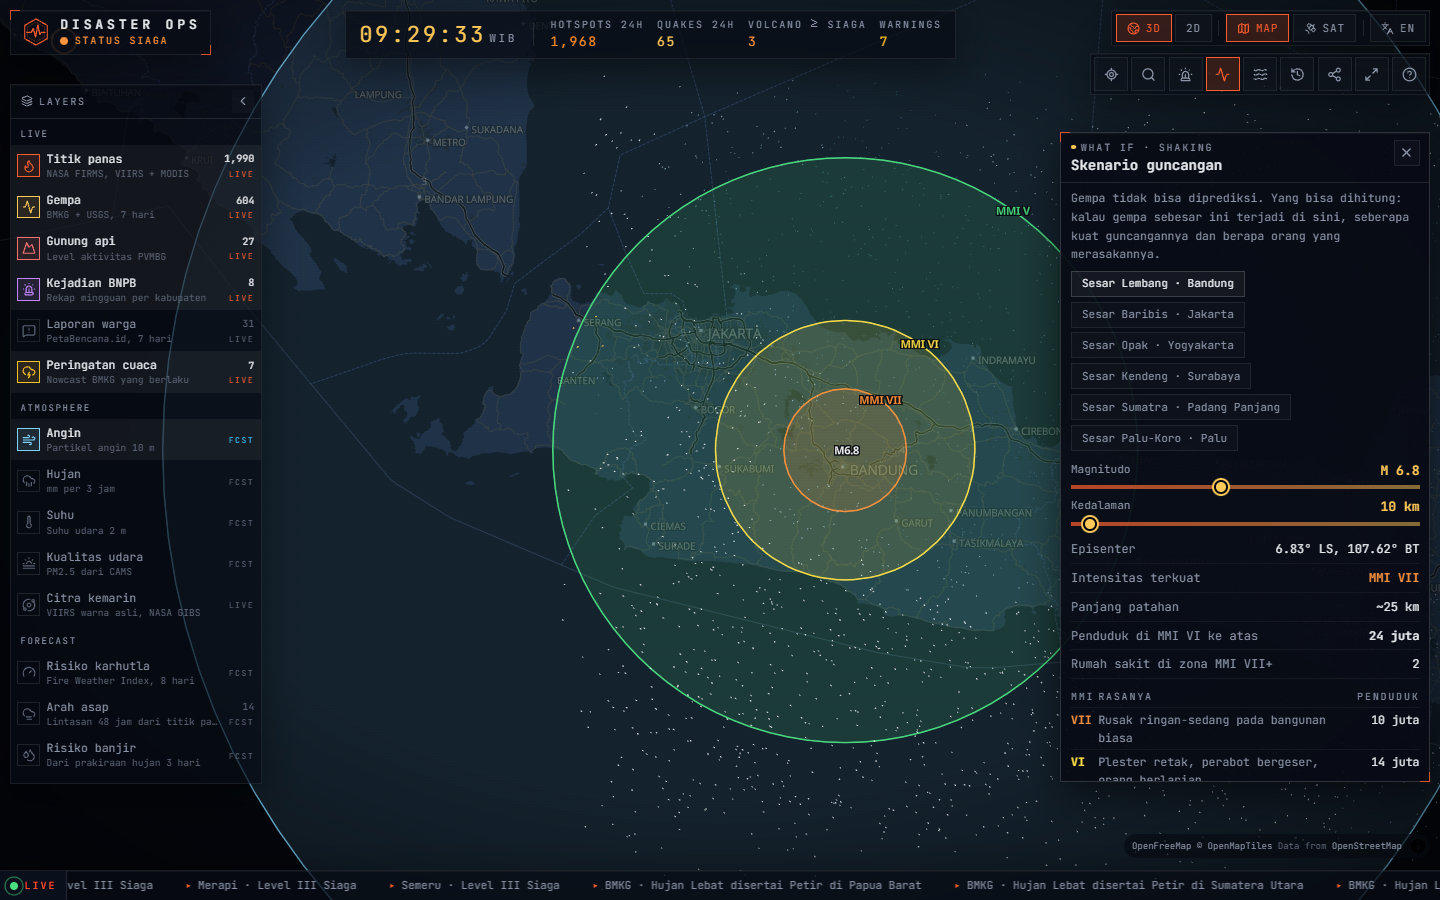 DISASTER OPS
STATUS SIAGA
09:29:33 WIB
HOTSPOTS 24H
1,968
QUAKES 24H
65
VOLCANO ≥ SIAGA
3
WARNINGS
7
3D
2D
MAP
SAT
EN
LAYERS
LIVE
Titik panas
1,990
NASA FIRMS, VIIRS + MODIS
LIVE
Gempa
604
BMKG + USGS, 7 hari
LIVE
Gunung api
27
Level aktivitas PVMBG
LIVE
Kejadian BNPB
8
Rekap mingguan per kabupaten
LIVE
Laporan warga
31
PetaBencana.id, 7 hari
LIVE
Peringatan cuaca
7
Nowcast BMKG yang berlaku
LIVE
ATMOSPHERE
Angin
Partikel angin 10 m
FCST
Hujan
mm per 3 jam
FCST
Suhu
Suhu udara 2 m
FCST
Kualitas udara
PM2.5 dari CAMS
FCST
Citra kemarin
VIIRS warna asli, NASA GIBS
LIVE
FORECAST
Risiko karhutla
Fire Weather Index, 8 hari
FCST
Arah asap
14
Lintasan 48 jam dari titik pa…
FCST
Risiko banjir
Dari prakiraan hujan 3 hari
FCST
LAMPUNG
SUKADANA
METRO
BANDAR LAMPUNG
SERANG
JAKARTA
BANTEN
BOGOR
INDRAMAYU
CIREBON
SUKABUMI
BANDUNG
GARUT
PANUMBANGAN
TASIKMALAYA
CIEMAS
SURADE
MMI V
MMI VI
MMI VII
M6.8
WHAT IF · SHAKING
Skenario guncangan
Gempa tidak bisa diprediksi. Yang bisa dihitung:
kalau gempa sebesar ini terjadi di sini, seberapa
kuat guncangannya dan berapa orang yang
merasakannya.
Sesar Lembang · Bandung
Sesar Baribis · Jakarta
Sesar Opak · Yogyakarta
Sesar Kendeng · Surabaya
Sesar Sumatra · Padang Panjang
Sesar Palu-Koro · Palu
Magnitudo
M 6.8
Kedalaman
10 km
Episenter
6.83° LS, 107.62° BT
Intensitas terkuat
MMI VII
Panjang patahan
~25 km
Penduduk di MMI VI ke atas
24 juta
Rumah sakit di zona MMI VII+
2
MMI RASANYA
PENDUDUK
VII Rusak ringan-sedang pada bangunan
biasa
10 juta
VI Plester retak, perabot bergeser,
orang berlarian
14 juta
OpenFreeMap © OpenMapTiles Data from OpenStreetMap
LIVE
vel III Siaga
▸ Merapi · Level III Siaga
▸ Semeru · Level III Siaga
▸ BMKG · Hujan Lebat disertai Petir di Papua Barat
▸ BMKG · Hujan Lebat disertai Petir di Sumatera Utara
▸ BMKG · Hujan L